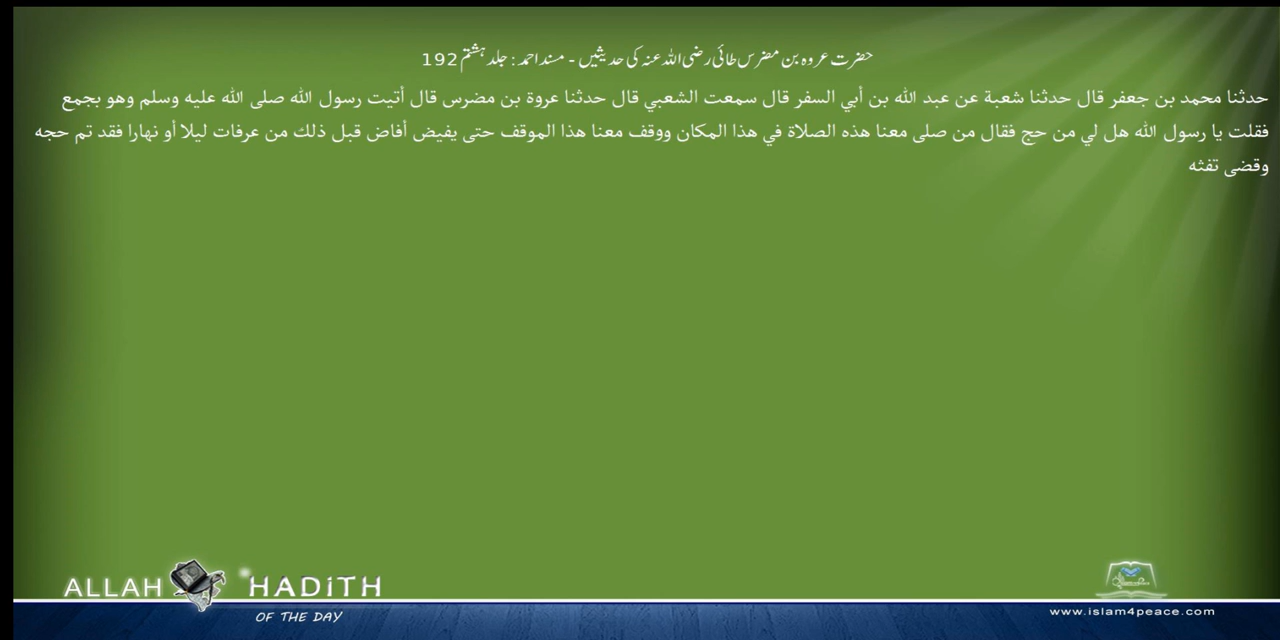 حضرت عروہ بن مضرس طائی رضی اللہ عنہ کی حدیثیں - مسند احمد : جلد ہشتم 192
حدثنا محمد بن جعفر قال حدثنا شعبة عن عبد الله بن أبي السفر قال سمعت الشعبي قال حدثنا عروة بن مضرس قال أتيت رسول الله صلى الله عليه وسلم وهو بجمع
فقلت يا رسول الله هل لي من حج فقال من صلى معنا هذه الصلاة في هذا المكان ووقف معنا هذا الموقف حتى يفيض أفاض قبل ذلك من عرفات ليلا أو نهارا فقد تم حجه
وقضى تفثه
ALLAH HADiTH
OF THE DAY
www.islam4peace.com